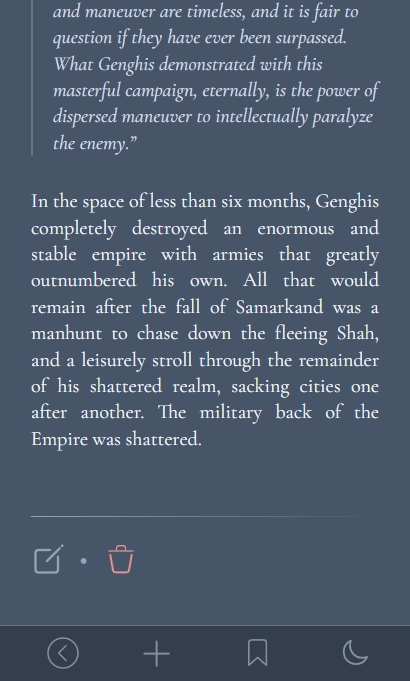 and maneuver are timeless, and it is fair to
question if they have ever been surpassed.
What Genghis demonstrated with this
masterful campaign, eternally, is the power of
dispersed maneuver to intellectually paralyze
the enemy.”
In the space of less than six months, Genghis
completely destroyed an enormous and
stable empire with armies that greatly
outnumbered his own. All that would
remain after the fall of Samarkand was a
manhunt to chase down the fleeing Shah,
and a leisurely stroll through the remainder
of his shattered realm, sacking cities one
after another. The military back of the
Empire was shattered.